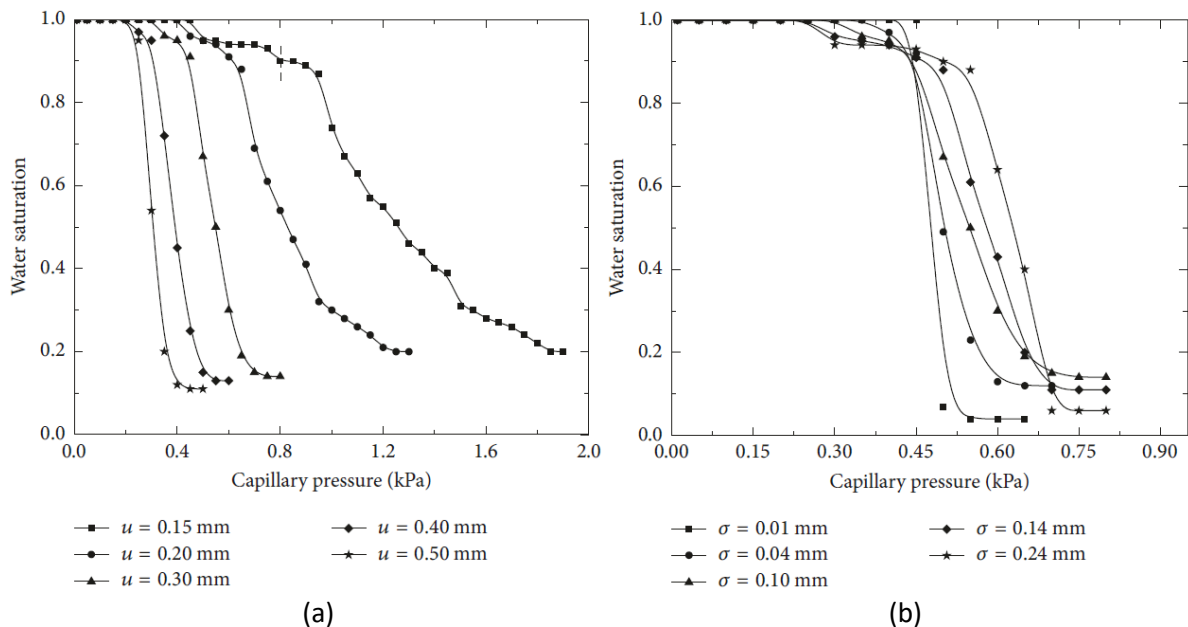 1.0
0.8
0.6
0.4
0.2
0.0
Water saturation
0.0 0.4 0.8 1.2 1.6 2.0
Capillary pressure (kPa)
u = 0.15 mm
u = 0.20 mm
u = 0.30 mm
u = 0.40 mm
u = 0.50 mm
(a)
1.0
0.8
0.6
0.4
0.2
0.0
Water saturation
0.00 0.15 0.30 0.45 0.60 0.75 0.90
Capillary pressure (kPa)
σ = 0.01 mm
σ = 0.04 mm
σ = 0.10 mm
σ = 0.14 mm
σ = 0.24 mm
(b)